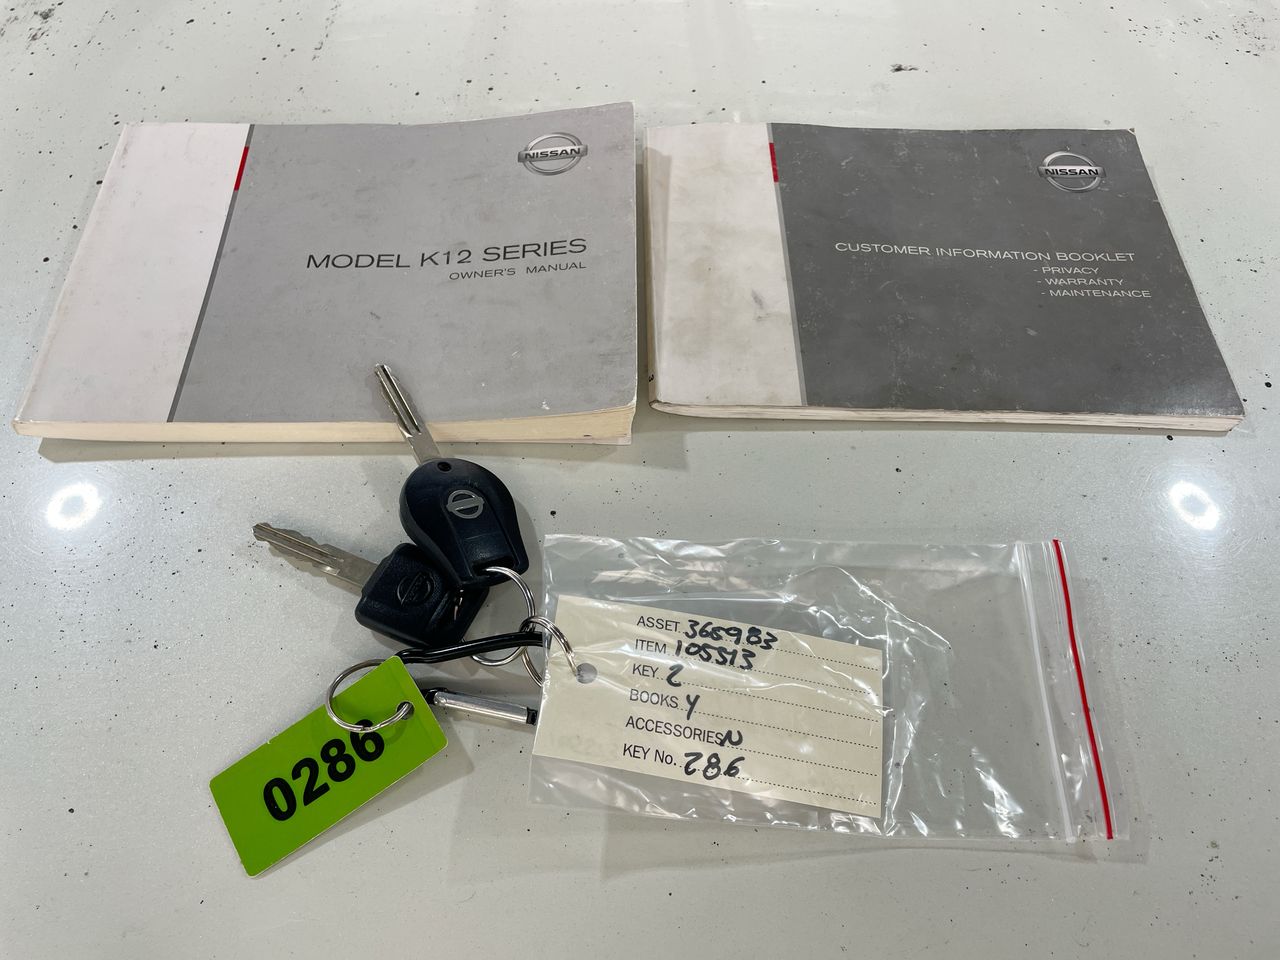 NISSAN
MODEL K12 SERIES
OWNER'S MANUAL
NISSAN
CUSTOMER INFORMATION BOOKLET
- PRIVACY
- WARRANTY
- MAINTENANCE
ASSET 365983
ITEM 105513
KEY 2
BOOKS Y
ACCESSORIES N
KEY No. 286
0286